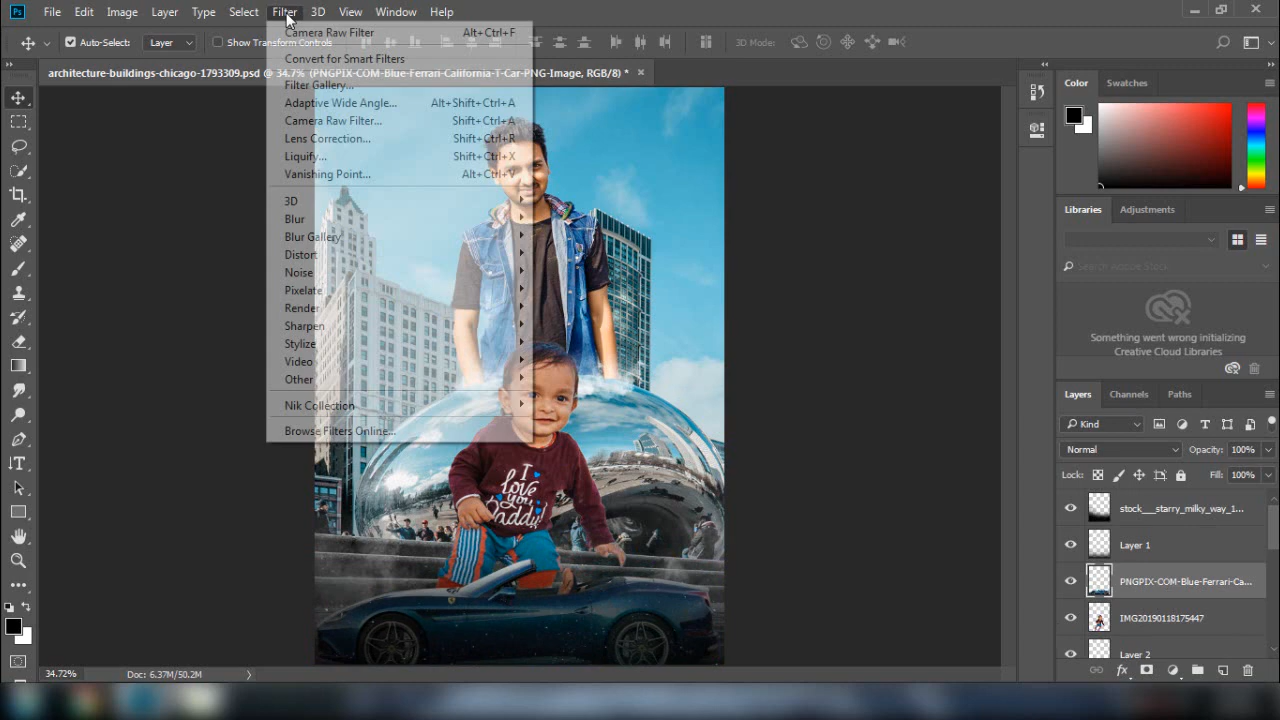 Ps File Edit Image Layer Type Select Filter 3D View Window Help
Auto-Select: Layer Show Transform Controls 3D Mode:
architecture-buildings-chicago-1793309.psd @ 34.7% (PNGPIX-COM-Blue-Ferrari-California-T-Car-PNG-Image, RGB/8) *
Camera Raw Filter Alt+Ctrl+F
Convert for Smart Filters
Filter Gallery...
Adaptive Wide Angle... Alt+Shift+Ctrl+A
Camera Raw Filter... Shift+Ctrl+A
Lens Correction... Shift+Ctrl+R
Liquify... Shift+Ctrl+X
Vanishing Point... Alt+Ctrl+V
3D
Blur
Blur Gallery
Distort
Noise
Pixelate
Render
Sharpen
Stylize
Video
Other
Nik Collection
Browse Filters Online...
I
love
you
Daddy!
34.72% Doc: 6.37M/50.2M
Color Swatches
Libraries Adjustments
Search Adobe Stock
Something went wrong initializing
Creative Cloud Libraries
Layers Channels Paths
Kind
Normal Opacity: 100%
Lock: Fill: 100%
stock___starry_milky_way_1...
Layer 1
PNGPIX-COM-Blue-Ferrari-Ca...
IMG20190118175447
Layer 2
fx